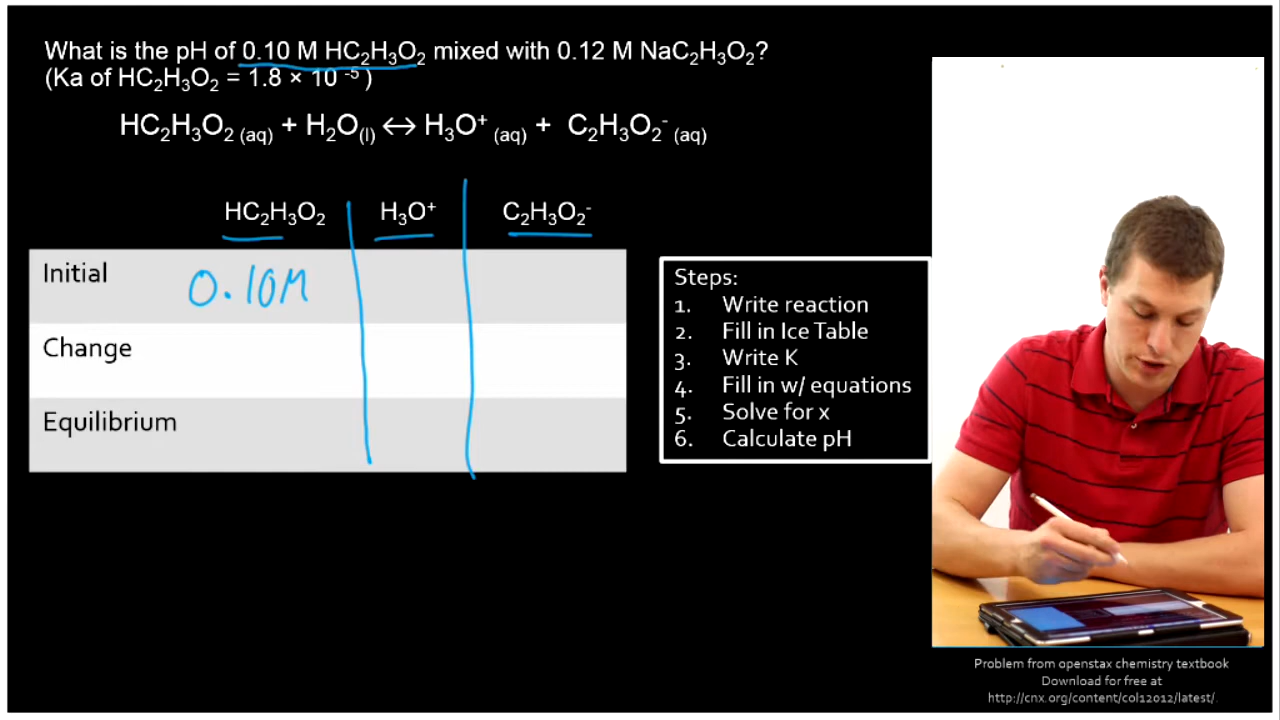 What is the pH of 0.10 M HC₂H₃O₂ mixed with 0.12 M NaC₂H₃O₂?
(Ka of HC₂H₃O₂ = 1.8 × 10 ⁻⁵ )
HC₂H₃O₂ (aq) + H₂O(l) ↔ H₃O⁺ (aq) + C₂H₃O₂⁻ (aq)
HC₂H₃O₂ H₃O⁺ C₂H₃O₂⁻
Initial 0.10M
Change
Equilibrium
Steps:
1. Write reaction
2. Fill in Ice Table
3. Write K
4. Fill in w/ equations
5. Solve for x
6. Calculate pH
Problem from openstax chemistry textbook
Download for free at
http://cnx.org/content/col12012/latest/.